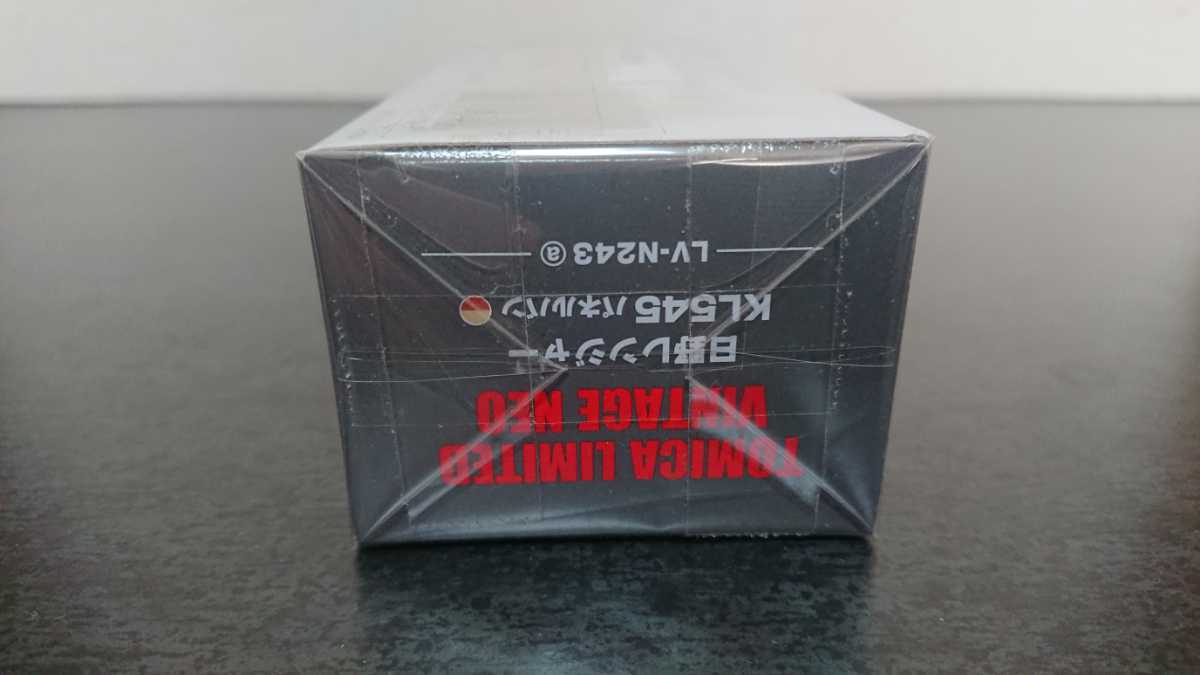 TOMICA LIMITED
VINTAGE NEO
日野レンジャー
KL545 パネルバン
LV-N243 ⓐ